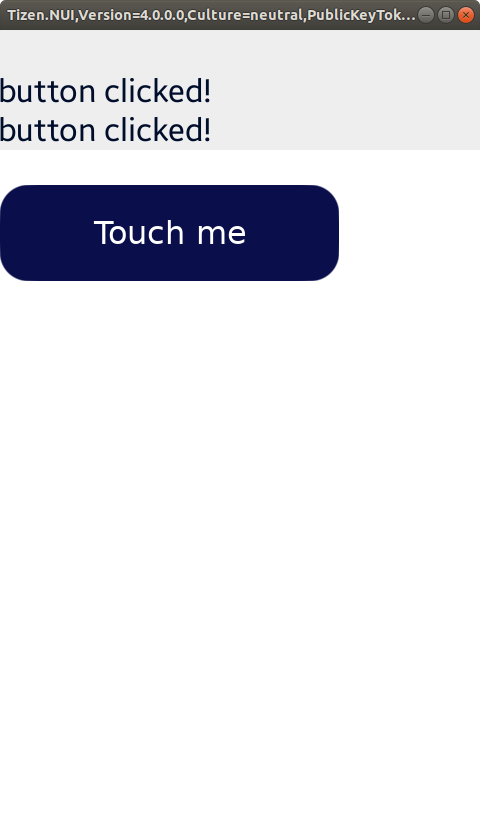 Tizen.NUI,Version=4.0.0.0,Culture=neutral,PublicKeyTok...
button clicked!
button clicked!
Touch me